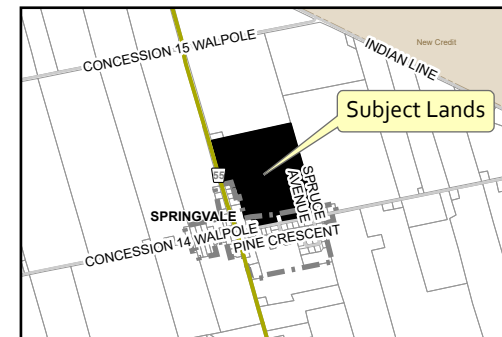 New Credit
CONCESSION 15 WALPOLE
INDIAN LINE
Subject Lands
55
SPRUCE
AVENUE
SPRINGVALE
CONCESSION 14 WALPOLE
PINE CRESCENT